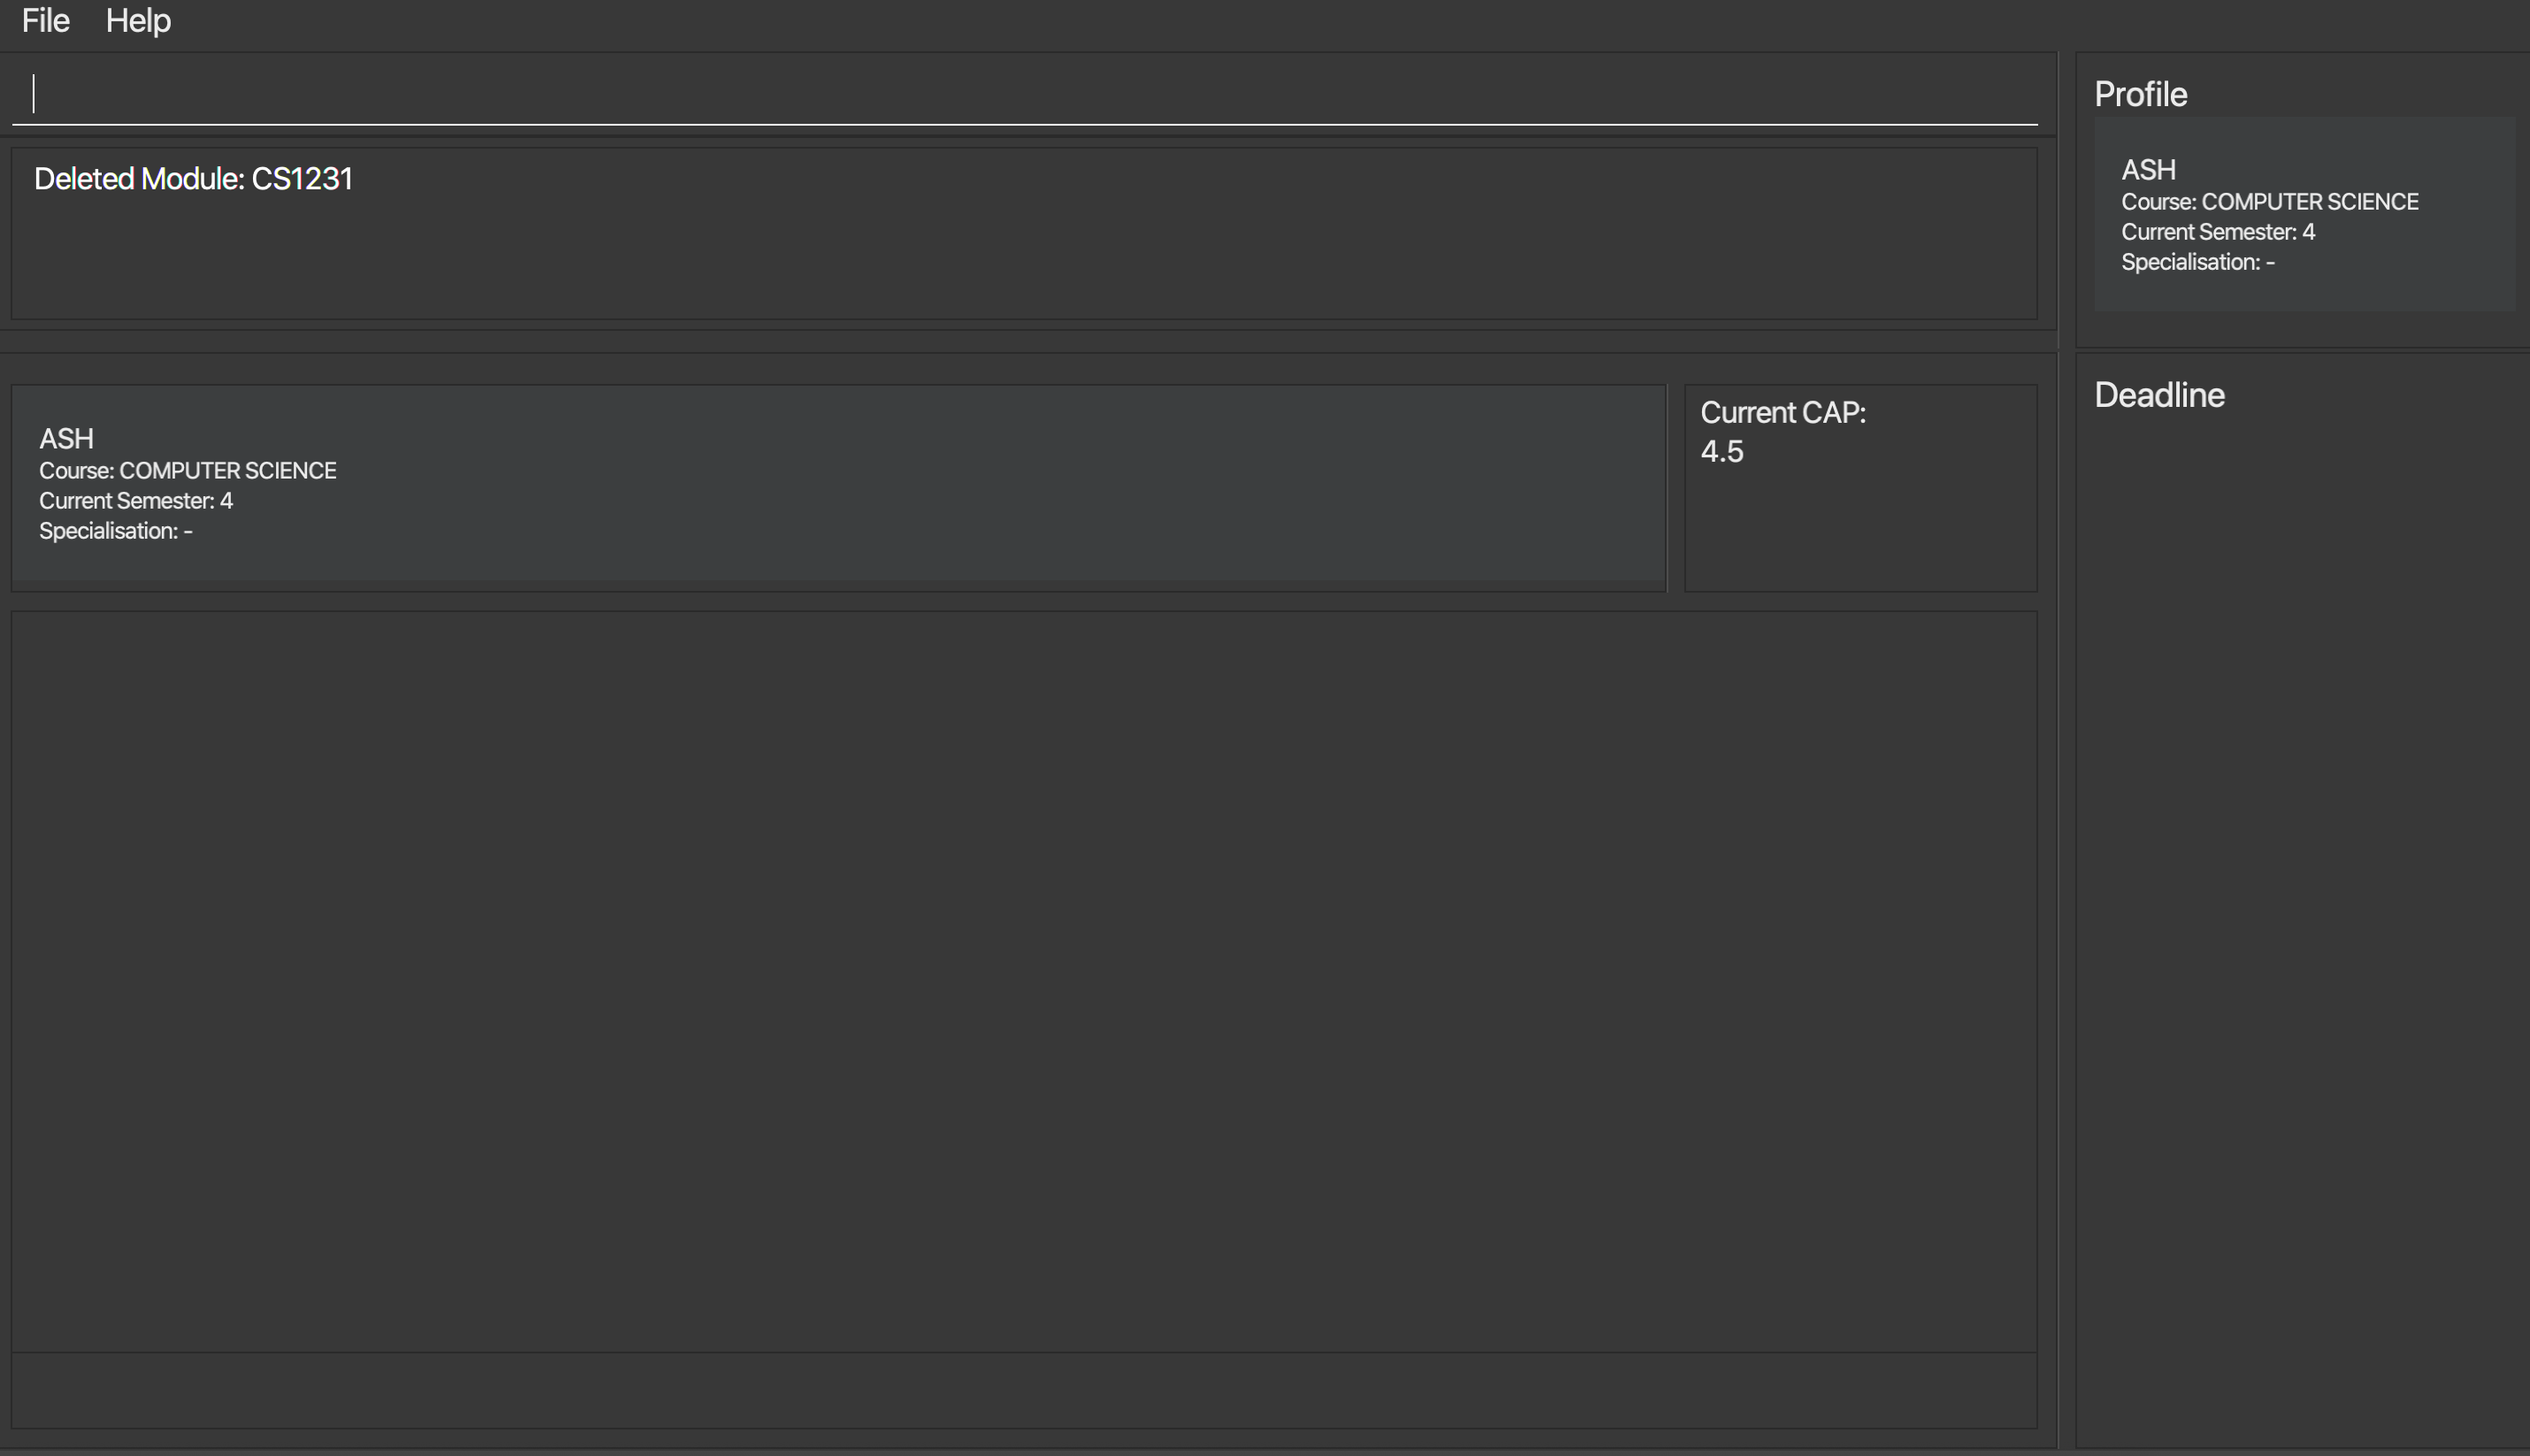 File Help
Deleted Module: CS1231
Profile
ASH
Course: COMPUTER SCIENCE
Current Semester: 4
Specialisation: -
ASH
Course: COMPUTER SCIENCE
Current Semester: 4
Specialisation: -
Current CAP:
4.5
Deadline